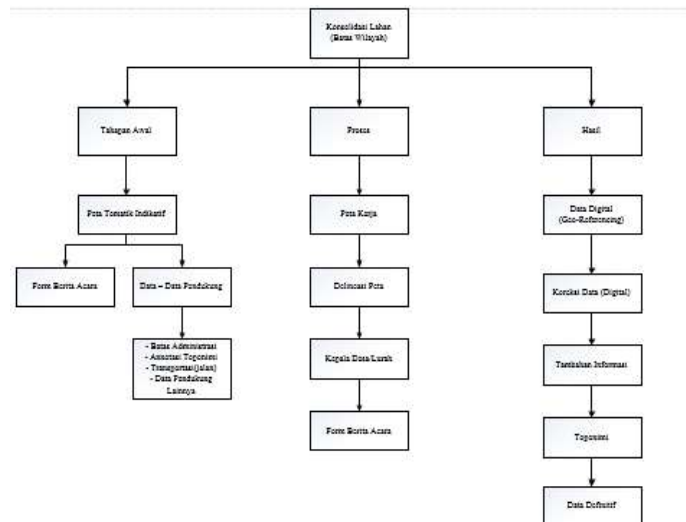 Konsolidasi Lahan
(Batas Wilayah)
Tahapan Awal
Proses
Hasil
Peta Tematik Indikatif
Peta Kerja
Data Digital
(Geo-Referencing)
Form Berita Acara
Data – Data Pendukung
Delineasi Peta
Koreksi Data (Digital)
- Batas Administrasi
- Annotasi Toponimi
- Transportasi(jalan)
- Data Pendukung
Lainnya
Kepala Desa/Lurah
Tambahan Informasi
Form Berita Acara
Toponimi
Data Definitif